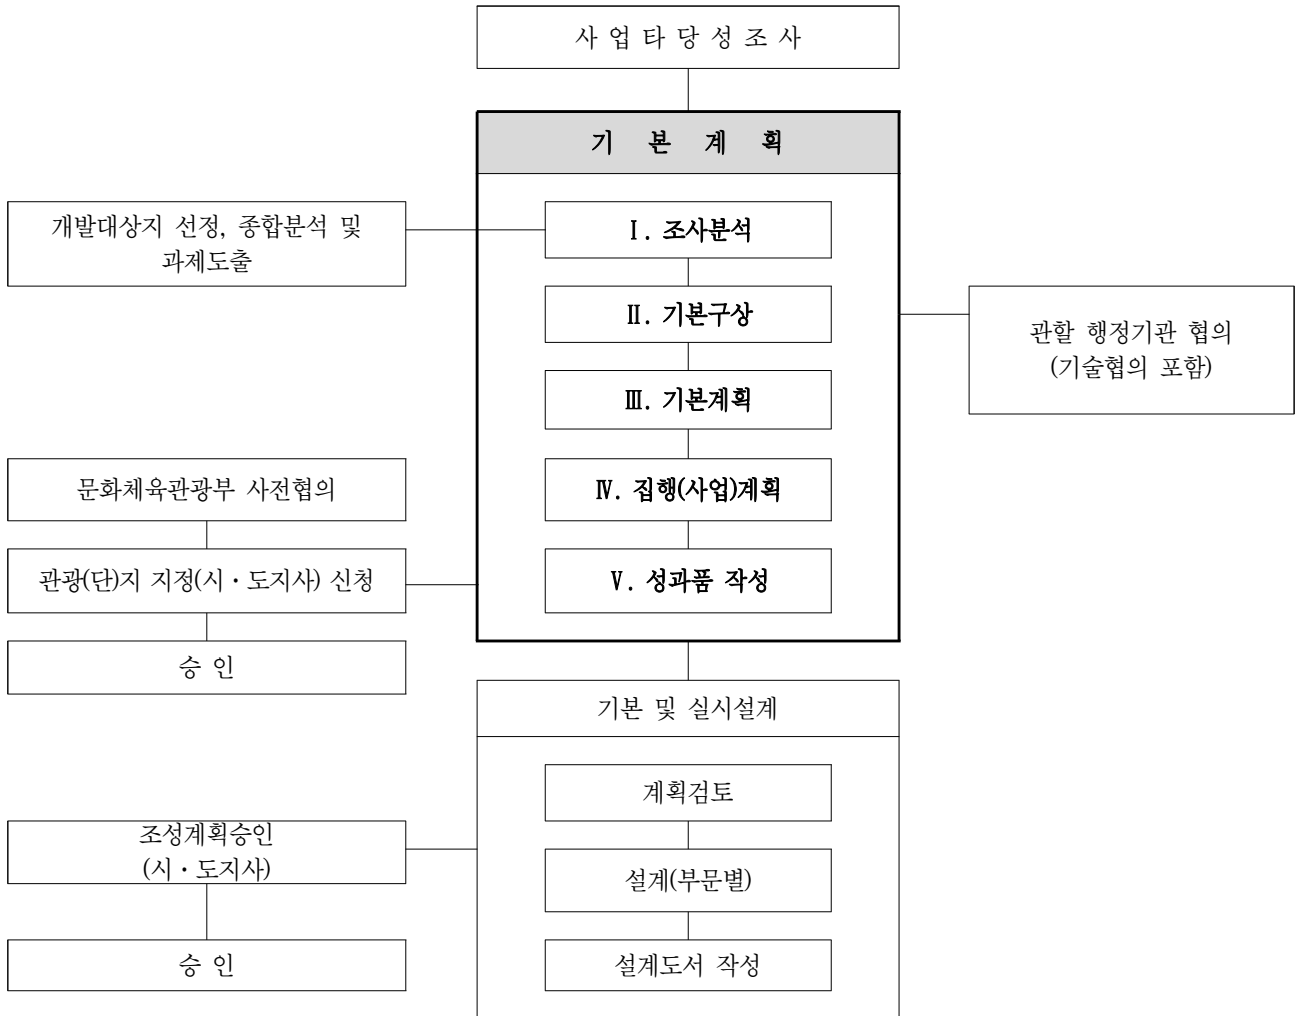 사 업 타 당 성 조 사
기 본 계 획
개발대상지 선정, 종합분석 및
과제도출
Ⅰ. 조사분석
Ⅱ. 기본구상
관할 행정기관 협의
(기술협의 포함)
Ⅲ. 기본계획
문화체육관광부 사전협의
Ⅳ. 집행(사업)계획
관광(단)지 지정(시・도지사) 신청
Ⅴ. 성과품 작성
승 인
기본 및 실시설계
계획검토
조성계획승인
(시・도지사)
설계(부문별)
승 인
설계도서 작성